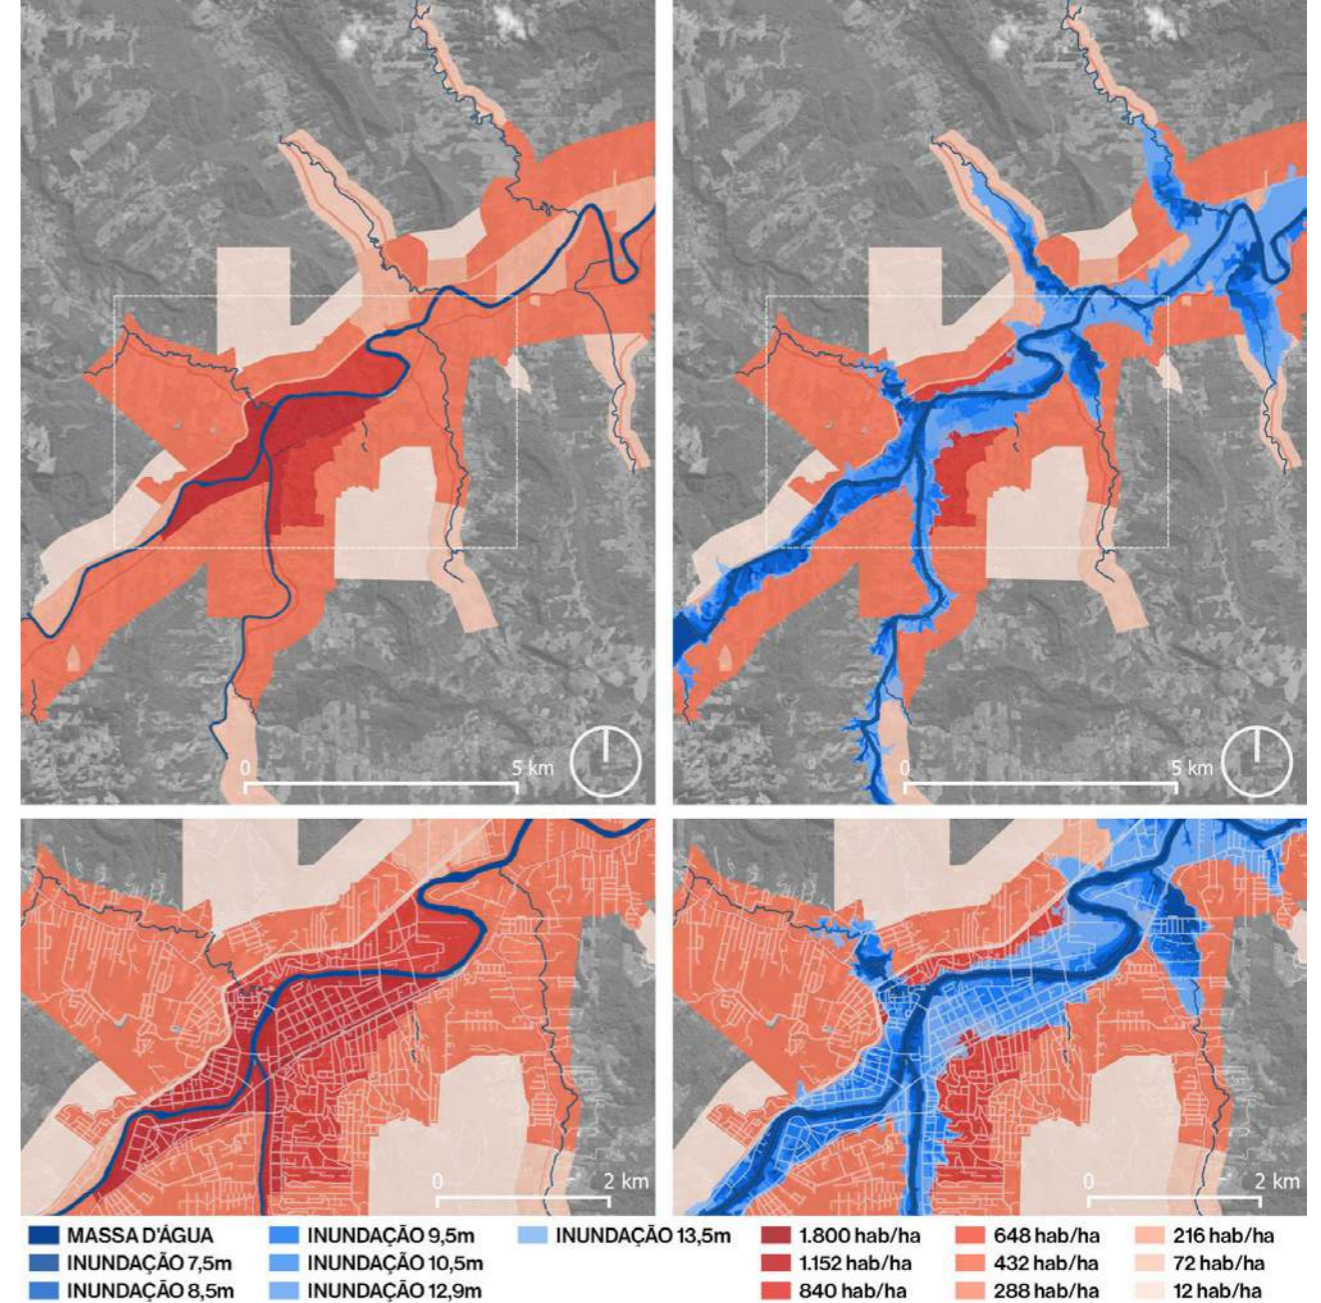 0 5 km
0 5 km
0 2 km
0 2 km
MASSA D'ÁGUA
INUNDAÇÃO 7,5m
INUNDAÇÃO 8,5m
INUNDAÇÃO 9,5m
INUNDAÇÃO 10,5m
INUNDAÇÃO 12,9m
INUNDAÇÃO 13,5m
1.800 hab/ha
1.152 hab/ha
840 hab/ha
648 hab/ha
432 hab/ha
288 hab/ha
216 hab/ha
72 hab/ha
12 hab/ha